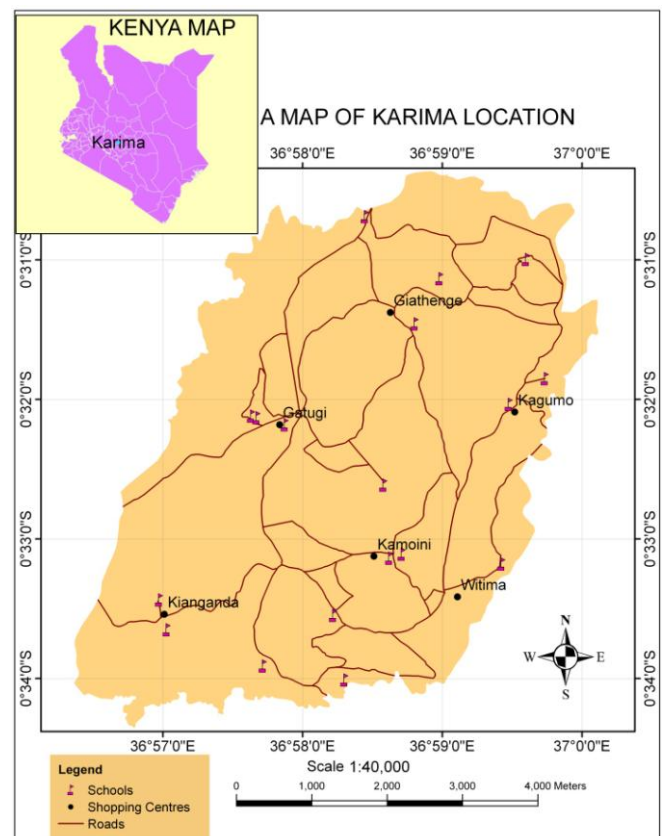 KENYA MAP
Karima
A MAP OF KARIMA LOCATION
36°58'0"E 36°59'0"E 37°0'0"E
0°31'0"S 0°31'0"S
Giathenge
0°32'0"S 0°32'0"S
Kagumo
Gatugi
0°33'0"S 0°33'0"S
Kamoini
Witima
Kianganda
N
W E
S
0°34'0"S 0°34'0"S
36°57'0"E 36°58'0"E 36°59'0"E 37°0'0"E
Scale 1:40,000
Legend
Schools
Shopping Centres
Roads
0 1,000 2,000 3,000 4,000 Meters